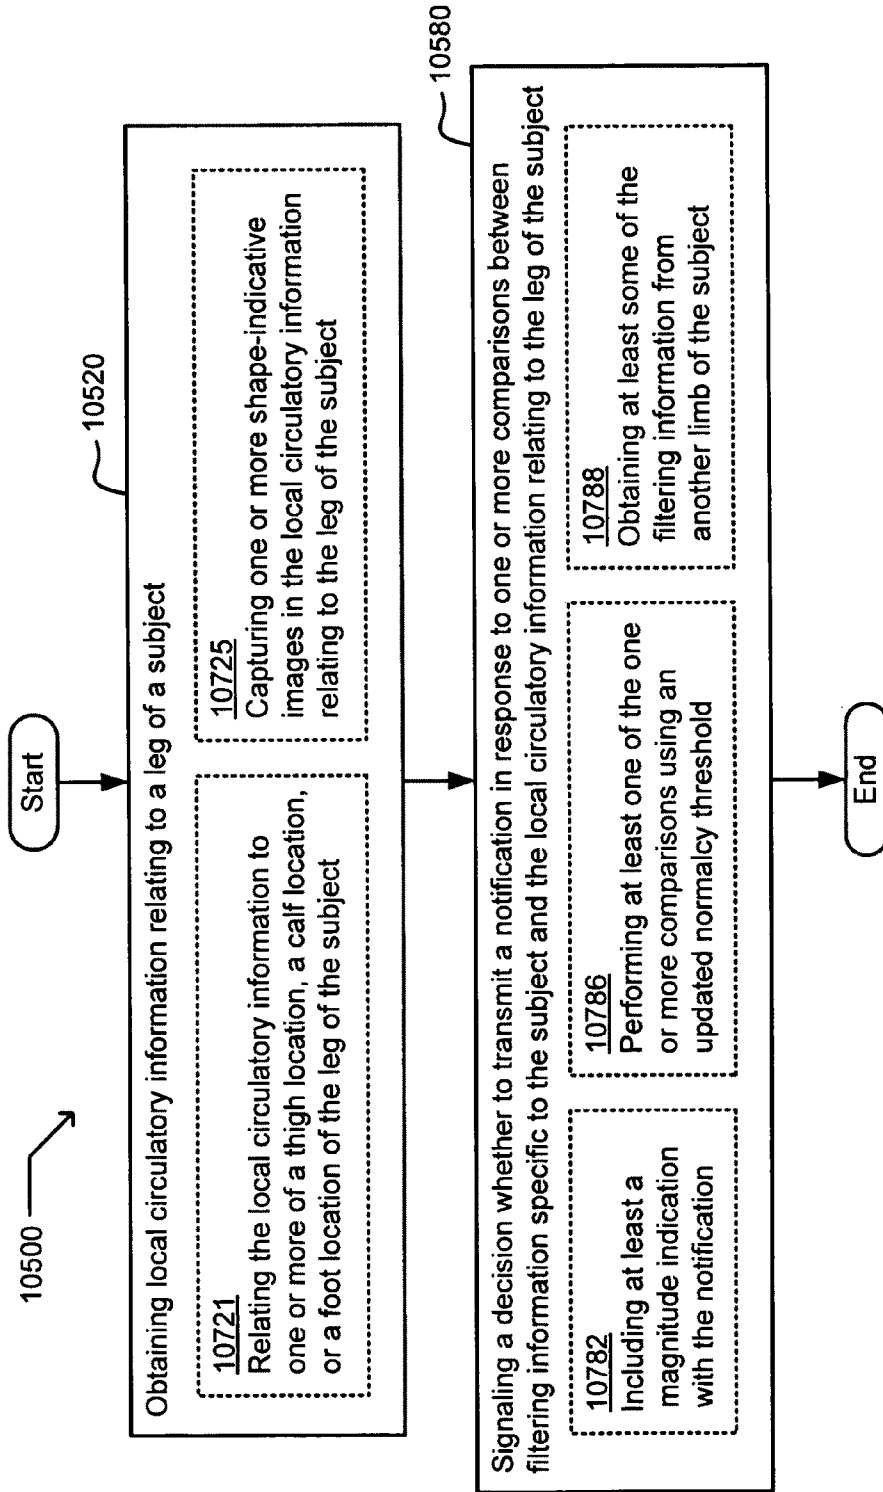 10500
Start
10520
Obtaining local circulatory information relating to a leg of a subject
10721
Relating the local circulatory information to
one or more of a thigh location, a calf location,
or a foot location of the leg of the subject
10725
Capturing one or more shape-indicative
images in the local circulatory information
relating to the leg of the subject
10580
Signaling a decision whether to transmit a notification in response to one or more comparisons between
filtering information specific to the subject and the local circulatory information relating to the leg of the subject
10782
Including at least a
magnitude indication
with the notification
10786
Performing at least one of the one
or more comparisons using an
updated normalcy threshold
10788
Obtaining at least some of the
filtering information from
another limb of the subject
End